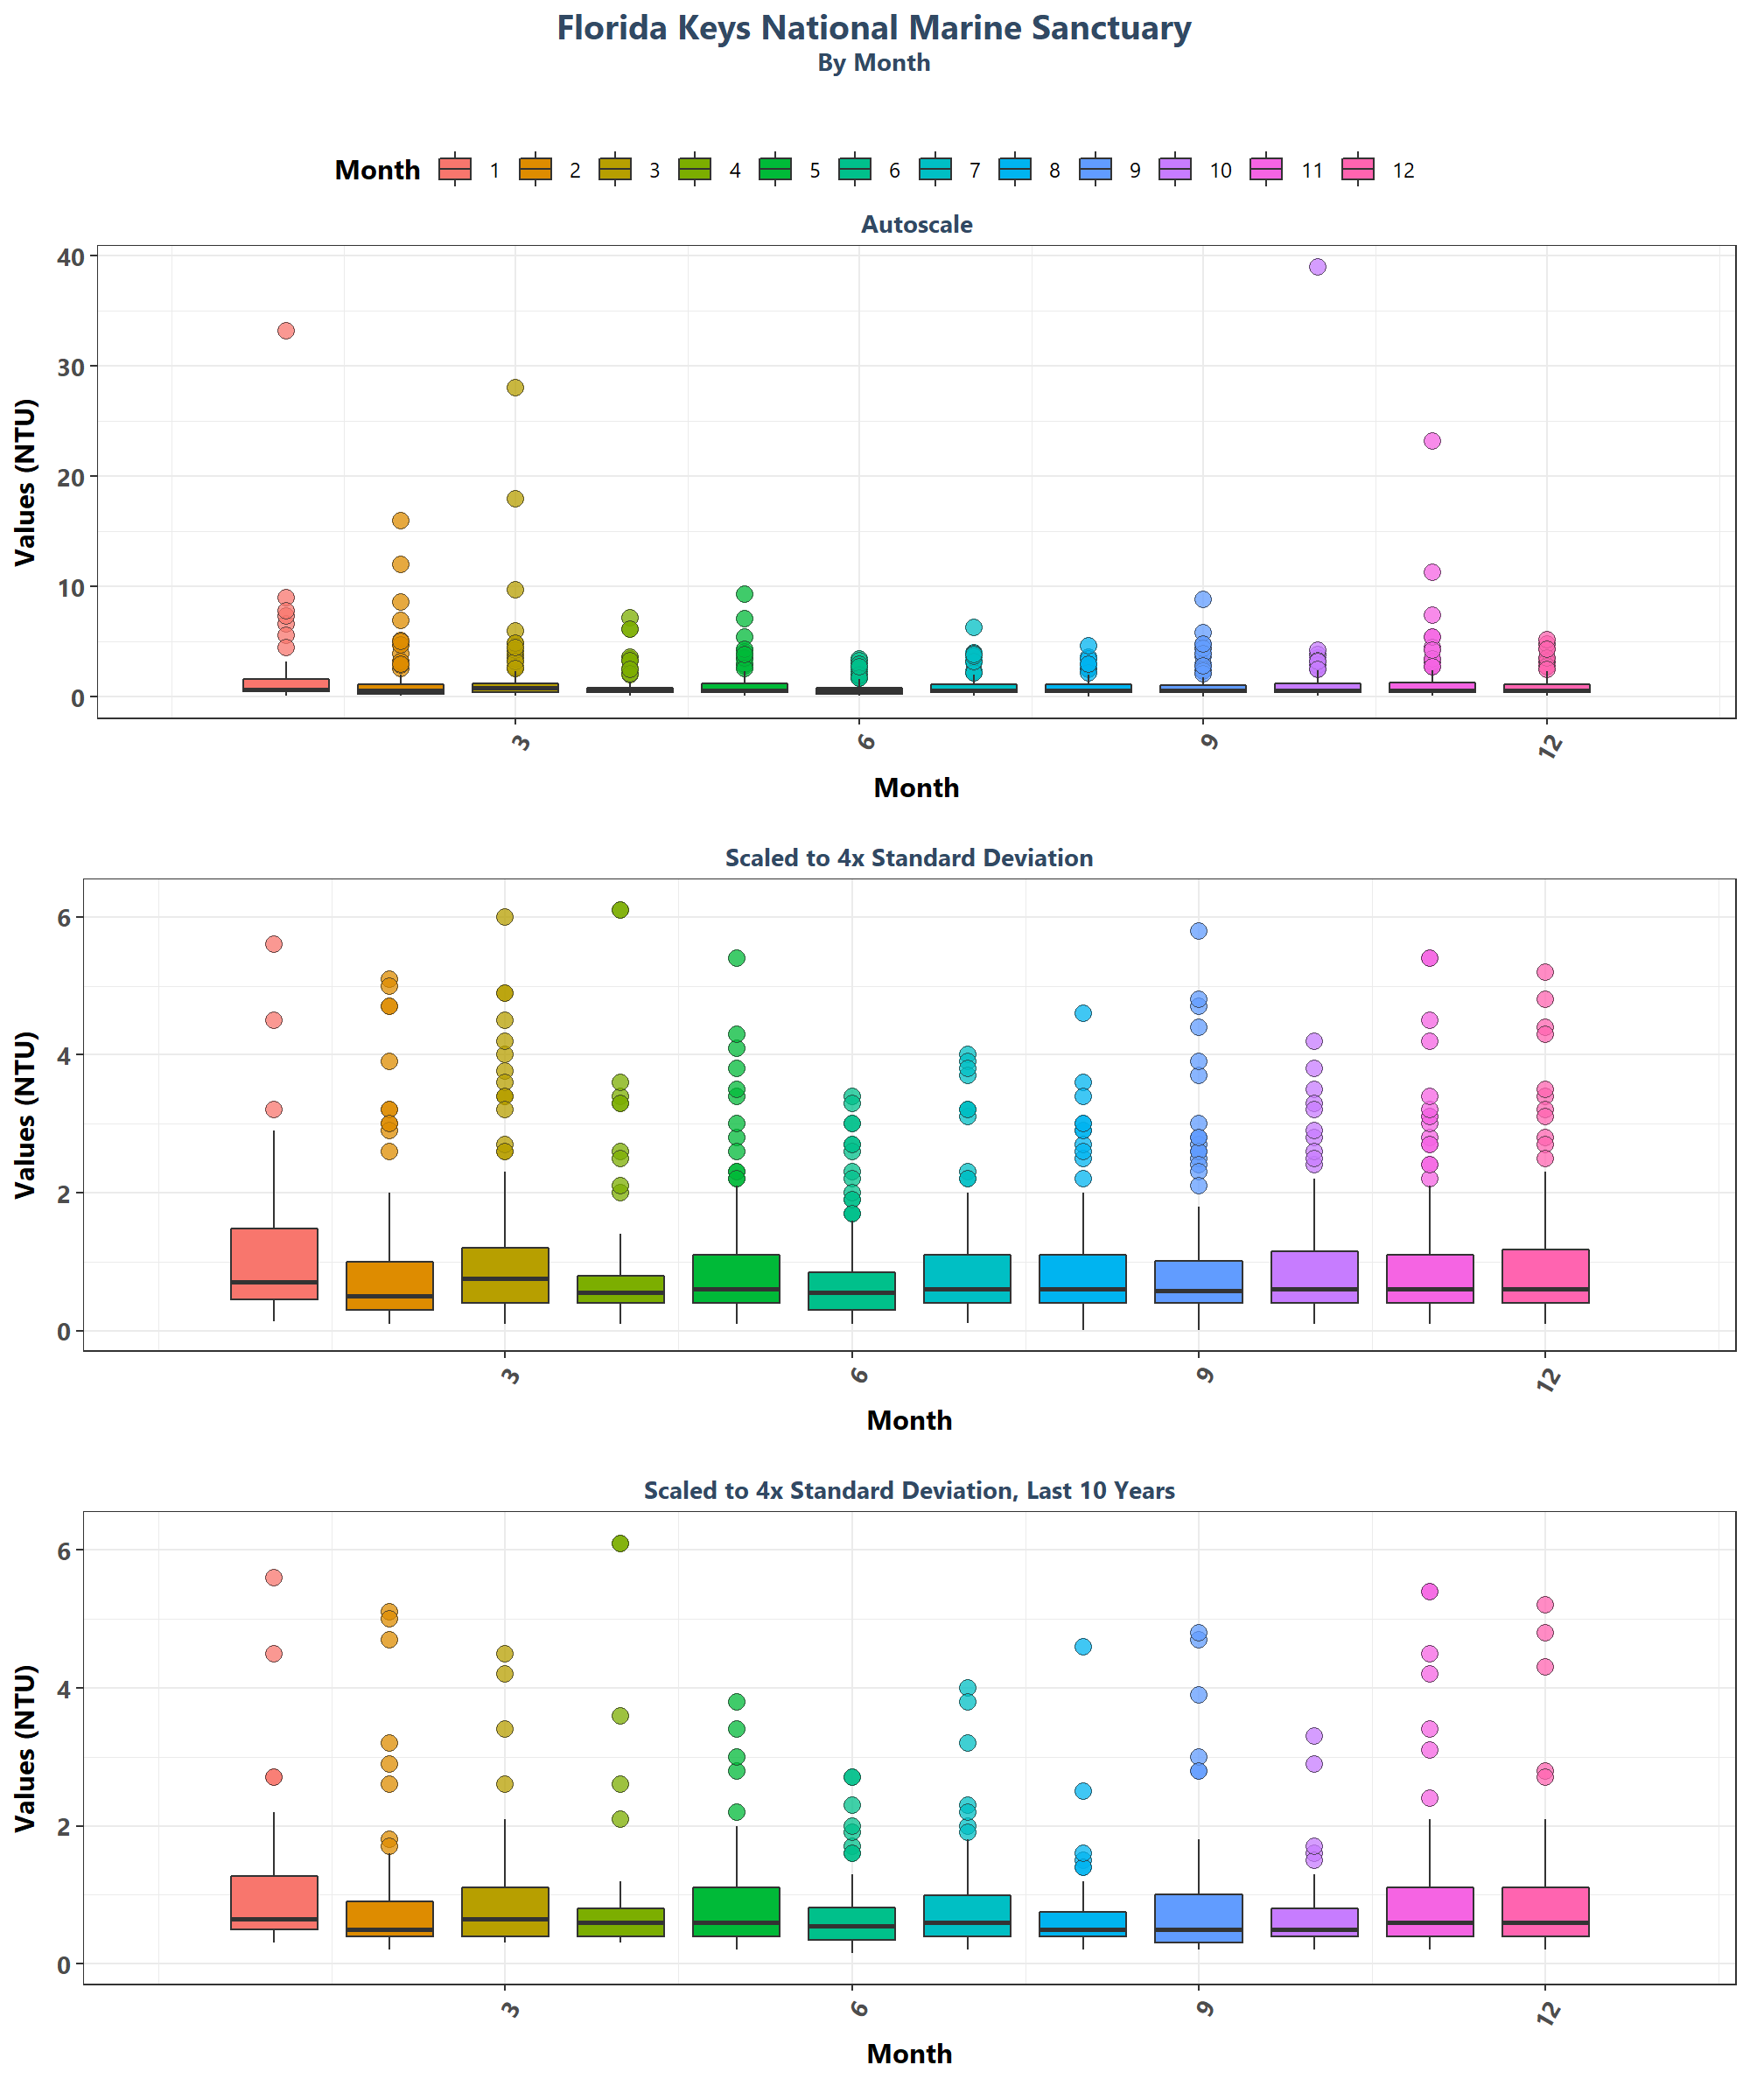 Florida Keys National Marine Sanctuary
By Month
Month 1 2 3 4 5 6 7 8 9 10 11 12
Autoscale
Values (NTU)
40
30
20
10
0
3 6 9 12
Month
Scaled to 4x Standard Deviation
Values (NTU)
6
4
2
0
3 6 9 12
Month
Scaled to 4x Standard Deviation, Last 10 Years
Values (NTU)
6
4
2
0
3 6 9 12
Month